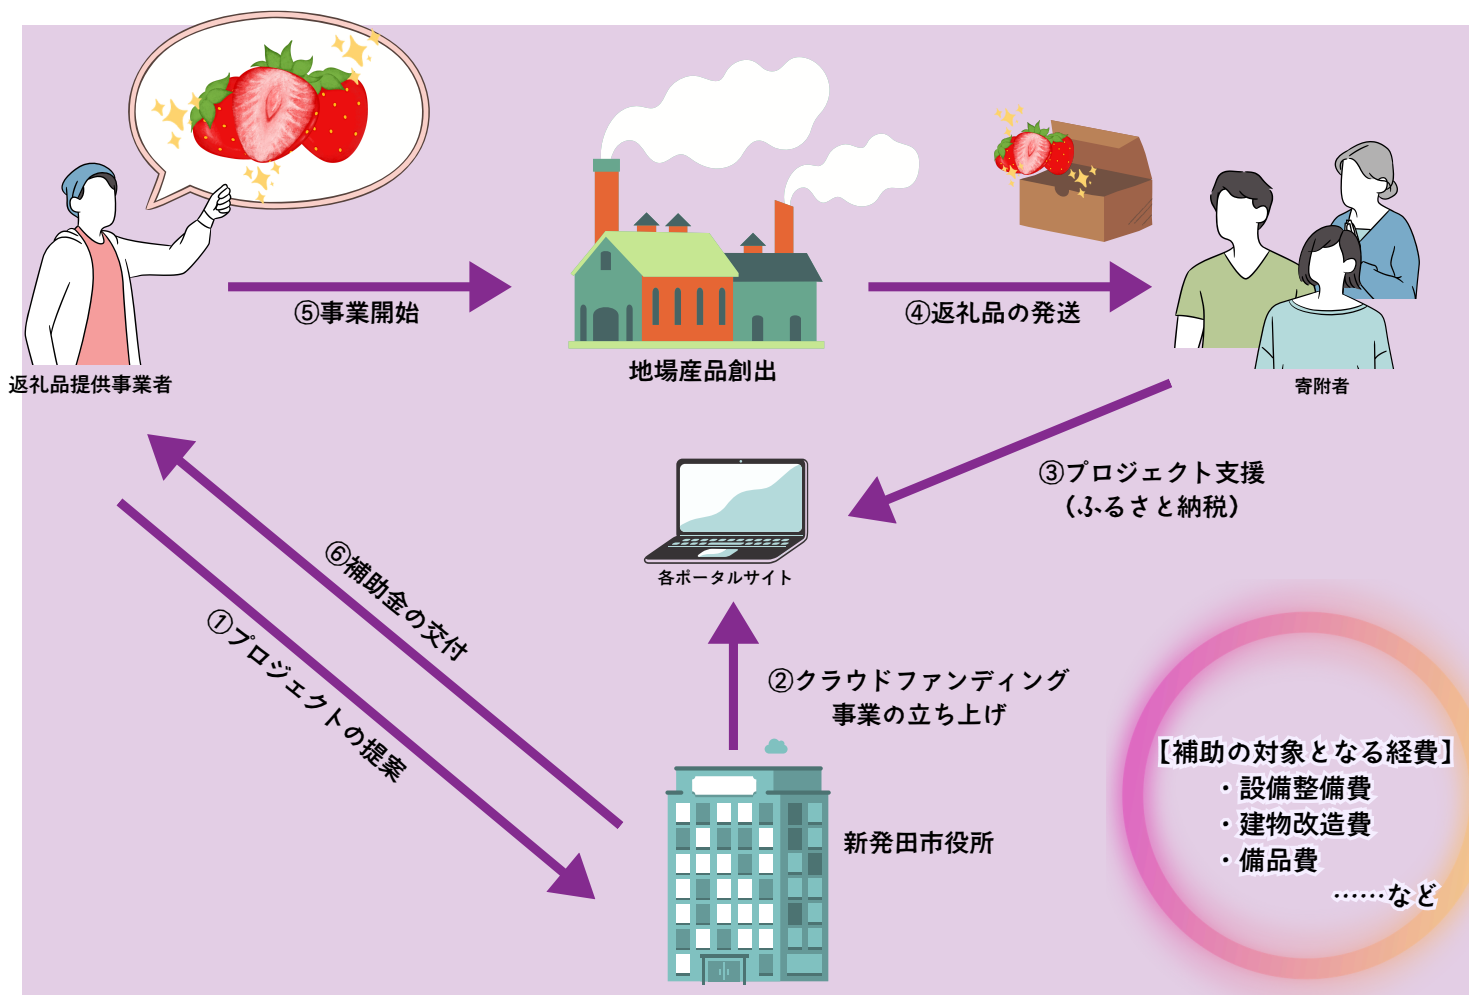 ⑤事業開始
④返礼品の発送
地場産品創出
返礼品提供事業者
寄附者
③プロジェクト支援
（ふるさと納税）
各ポータルサイト
⑥補助金の交付
①プロジェクトの提案
②クラウドファンディング
事業の立ち上げ
新発田市役所
【補助の対象となる経費】
・設備整備費
・建物改造費
・備品費
……など